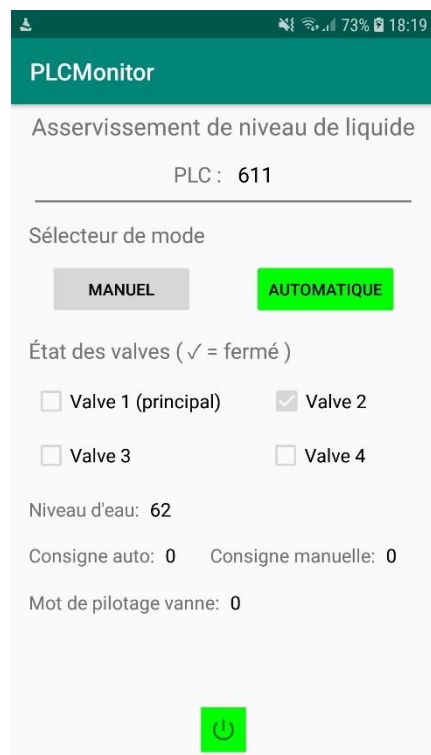 73% 18:19
PLCMonitor
Asservissement de niveau de liquide
PLC : 611
Sélecteur de mode
MANUEL AUTOMATIQUE
État des valves ( ✓ = fermé )
Valve 1 (principal) Valve 2
Valve 3 Valve 4
Niveau d'eau: 62
Consigne auto: 0 Consigne manuelle: 0
Mot de pilotage vanne: 0